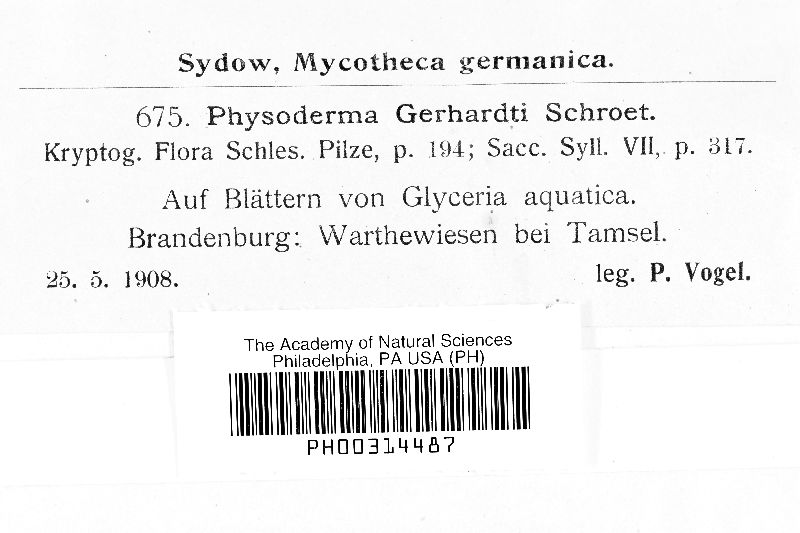 Sydow, Mycotheca germanica.
675. Physoderma Gerhardti Schroet.
Kryptog. Flora Schles. Pilze, p. 194; Sacc. Syll. VII, p. 317.
Auf Blättern von Glyceria aquatica.
Brandenburg: Warthewiesen bei Tamsel.
25. 5. 1908. leg. P. Vogel.
The Academy of Natural Sciences
Philadelphia, PA USA (PH)
PH00314487